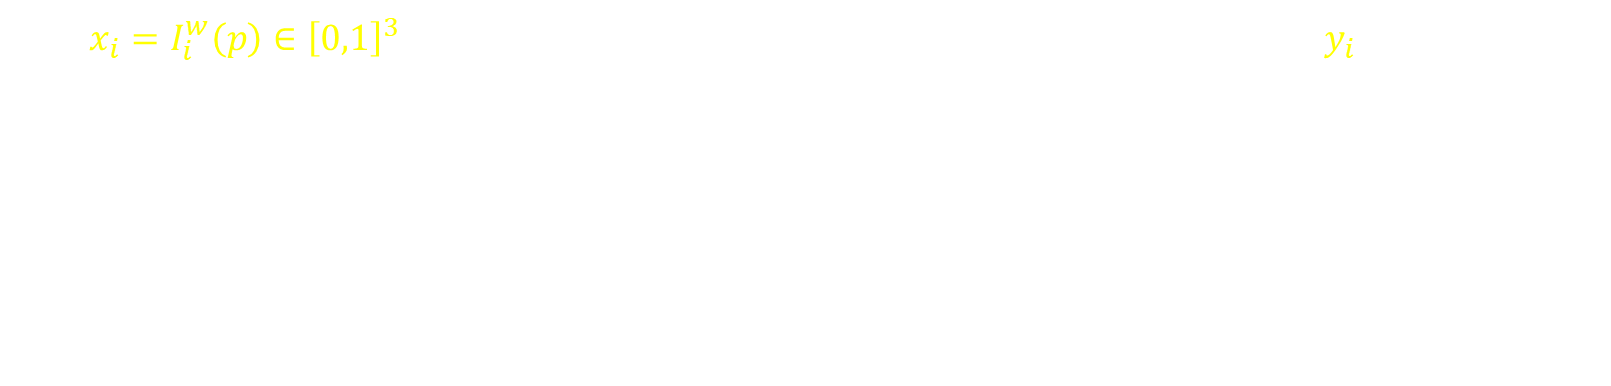 xᵢ = Iᵢʷ(p) ∈ [0,1]³ yᵢ